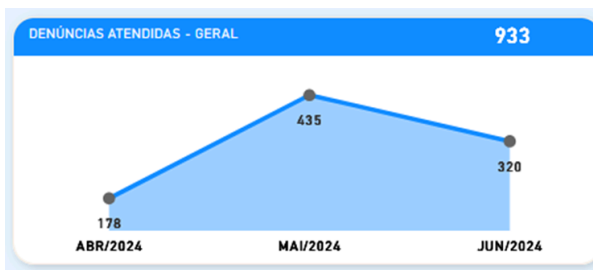 DENÚNCIAS ATENDIDAS - GERAL 933
435
320
178
ABR/2024 MAI/2024 JUN/2024